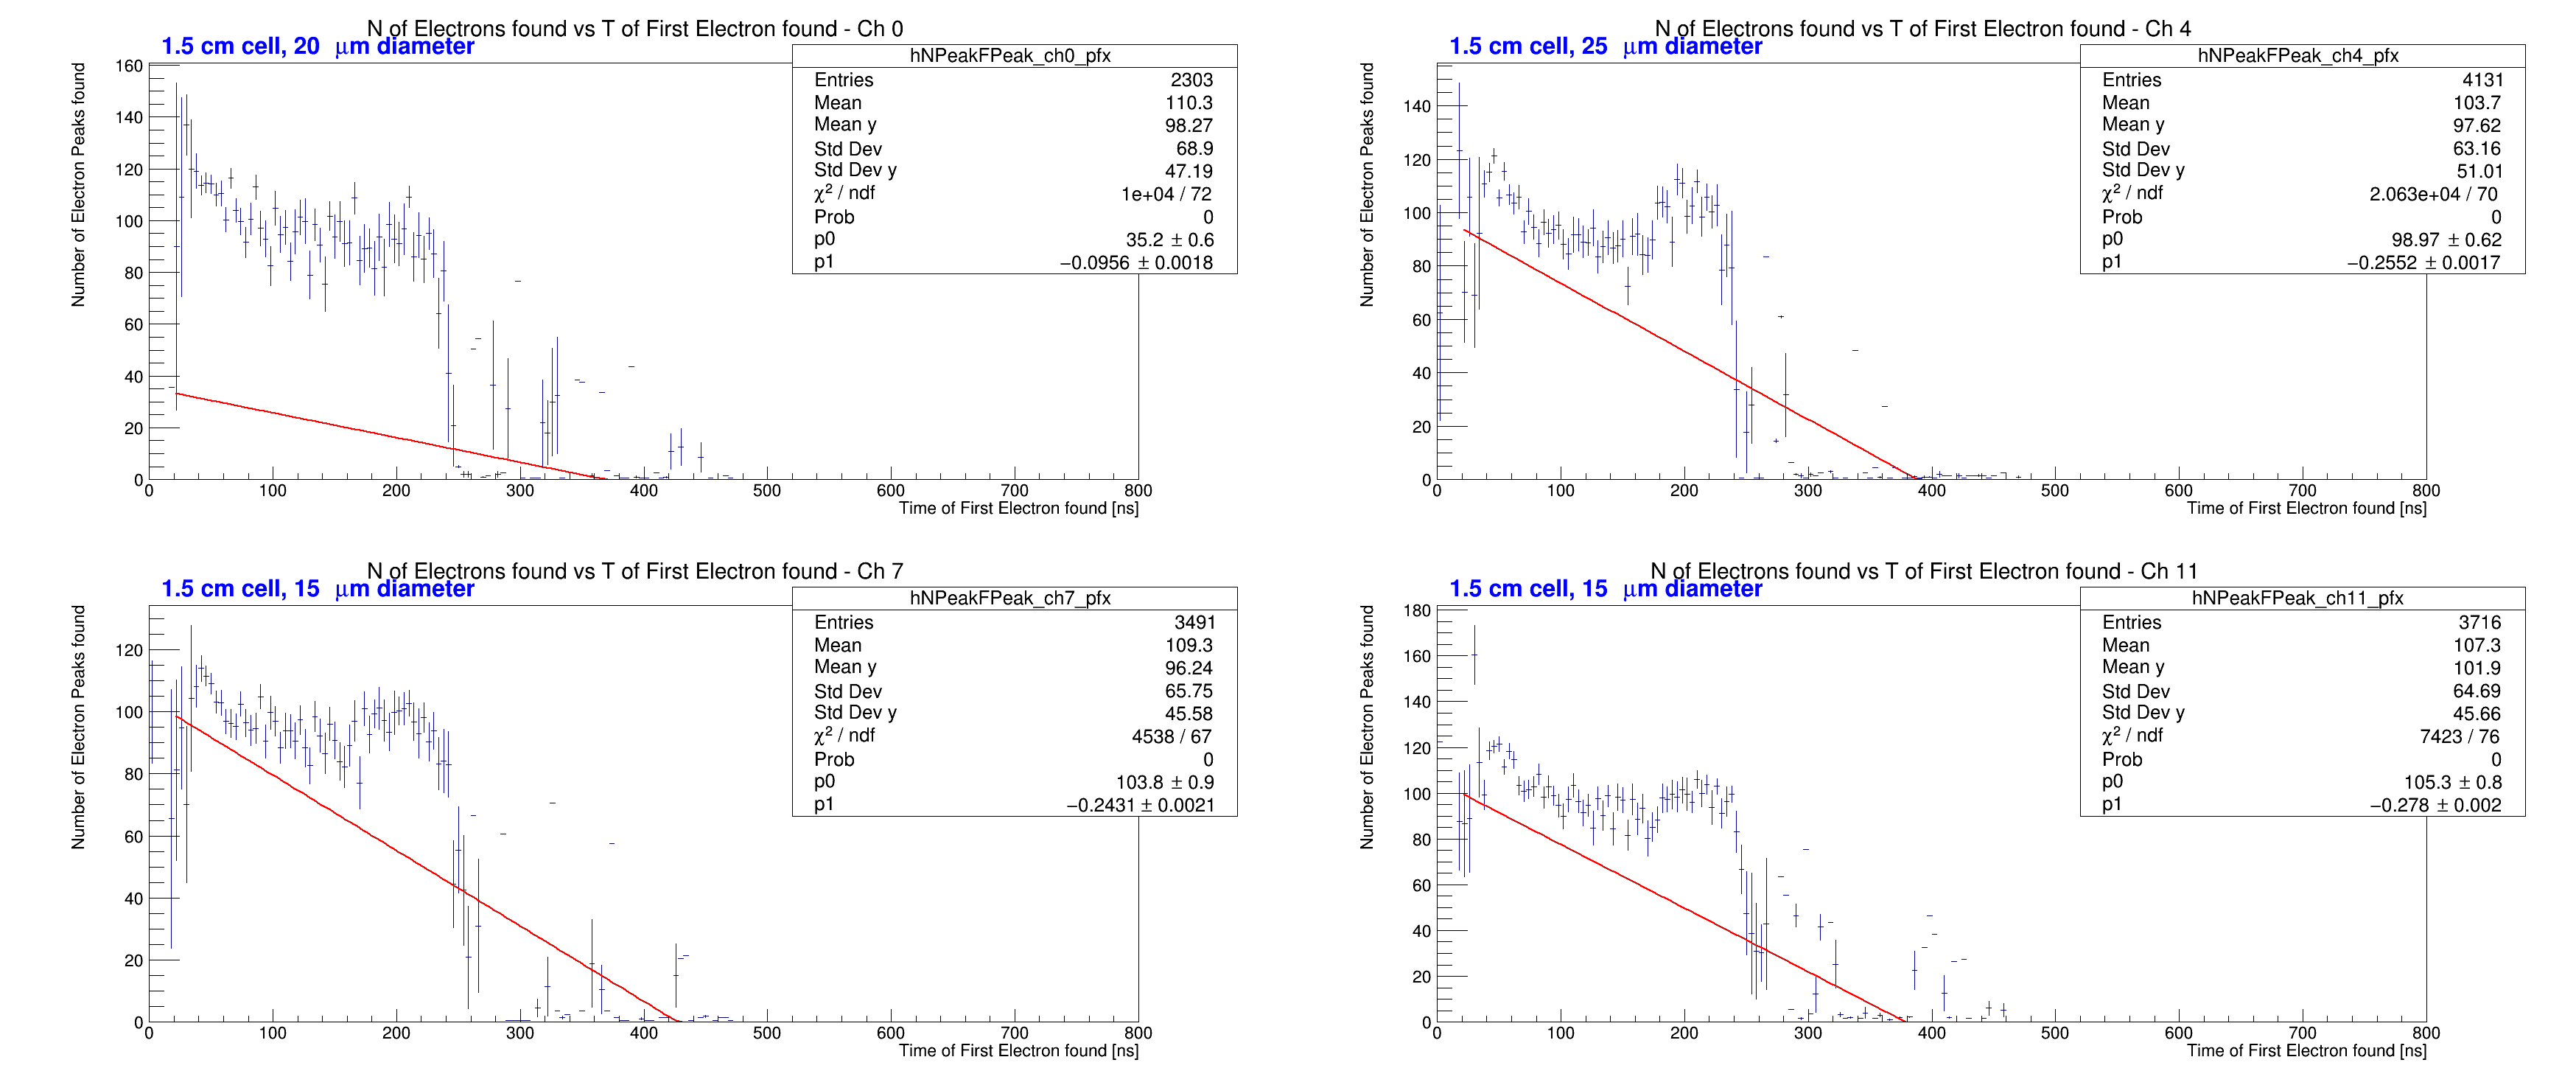 N of Electrons found vs T of First Electron found - Ch 0
1.5 cm cell, 20 μm diameter
hNPeakFPeak_ch0_pfx
Entries 2303
Mean 110.3
Mean y 98.27
Std Dev 68.9
Std Dev y 47.19
χ² / ndf 1e+04 / 72
Prob 0
p0 35.2 ± 0.6
p1 −0.0956 ± 0.0018
Number of Electron Peaks found
160
140
120
100
80
60
40
20
0
0 100 200 300 400 500 600 700 800
Time of First Electron found [ns]
N of Electrons found vs T of First Electron found - Ch 4
1.5 cm cell, 25 μm diameter
hNPeakFPeak_ch4_pfx
Entries 4131
Mean 103.7
Mean y 97.62
Std Dev 63.16
Std Dev y 51.01
χ² / ndf 2.063e+04 / 70
Prob 0
p0 98.97 ± 0.62
p1 −0.2552 ± 0.0017
Number of Electron Peaks found
140
120
100
80
60
40
20
0
0 100 200 300 400 500 600 700 800
Time of First Electron found [ns]
N of Electrons found vs T of First Electron found - Ch 7
1.5 cm cell, 15 μm diameter
hNPeakFPeak_ch7_pfx
Entries 3491
Mean 109.3
Mean y 96.24
Std Dev 65.75
Std Dev y 45.58
χ² / ndf 4538 / 67
Prob 0
p0 103.8 ± 0.9
p1 −0.2431 ± 0.0021
Number of Electron Peaks found
120
100
80
60
40
20
0
0 100 200 300 400 500 600 700 800
Time of First Electron found [ns]
N of Electrons found vs T of First Electron found - Ch 11
1.5 cm cell, 15 μm diameter
hNPeakFPeak_ch11_pfx
Entries 3716
Mean 107.3
Mean y 101.9
Std Dev 64.69
Std Dev y 45.66
χ² / ndf 7423 / 76
Prob 0
p0 105.3 ± 0.8
p1 −0.278 ± 0.002
Number of Electron Peaks found
180
160
140
120
100
80
60
40
20
0
0 100 200 300 400 500 600 700 800
Time of First Electron found [ns]